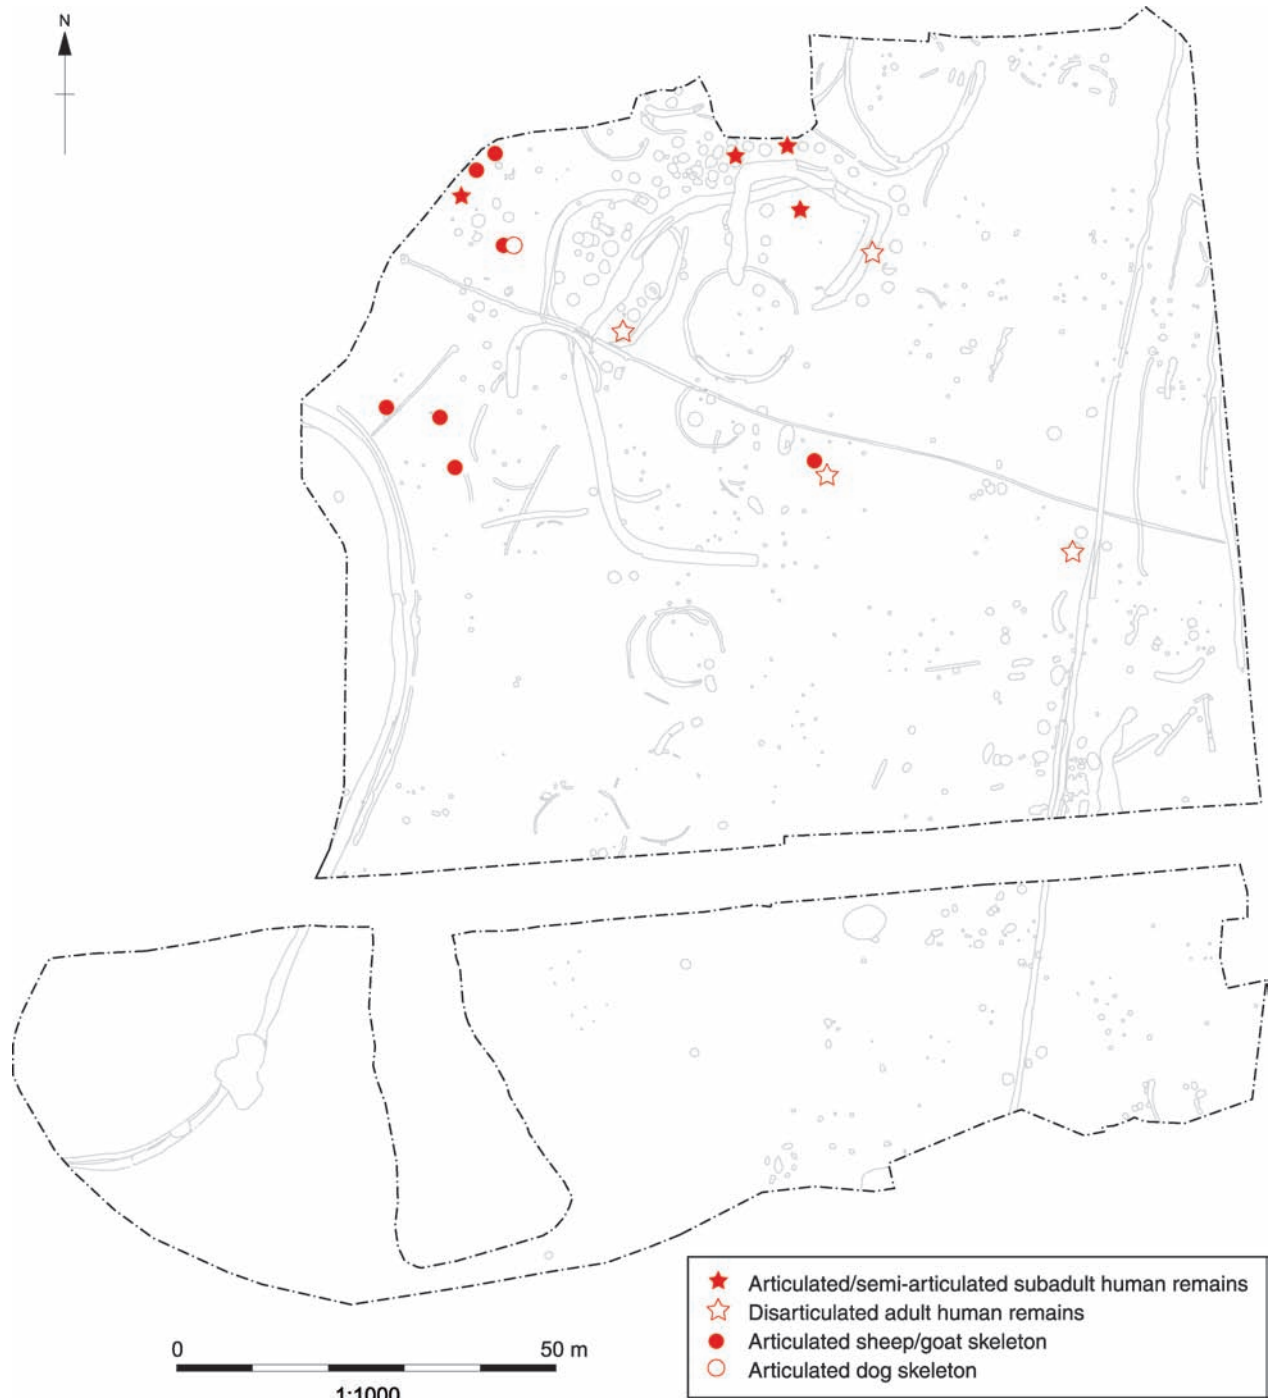 N
Articulated/semi-articulated subadult human remains
Disarticulated adult human remains
Articulated sheep/goat skeleton
Articulated dog skeleton
0 50 m
1:1000